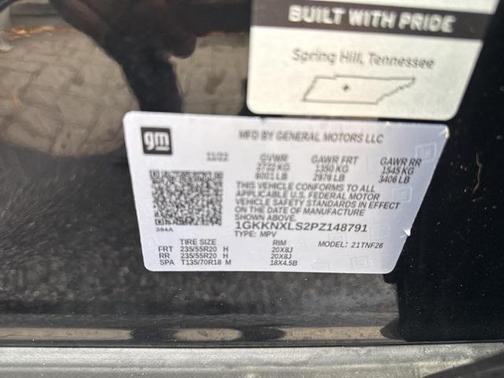 BUILT WITH PRIDE
Spring Hill, Tennessee
gm
MFD BY GENERAL MOTORS LLC
11/22 GVWR GAWR FRT GAWR RR
2722 KG 1350 KG 1545 KG
6001 LB 2976 LB 3406 LB
THIS VEHICLE CONFORMS TO ALL
APPLICABLE U.S. FEDERAL MOTOR
VEHICLE SAFETY STANDARDS IN
EFFECT ON THE DATE OF MANUFACTURE
SHOWN ABOVE.
1GKKNXLS2PZ148791
TYPE: MPV MODEL: 21TNF26
394A
TIRE SIZE RIM
FRT 235/55R20 H 20X8J
RR 235/55R20 H 20X8J
SPA T135/70R18 M 18X4.5B